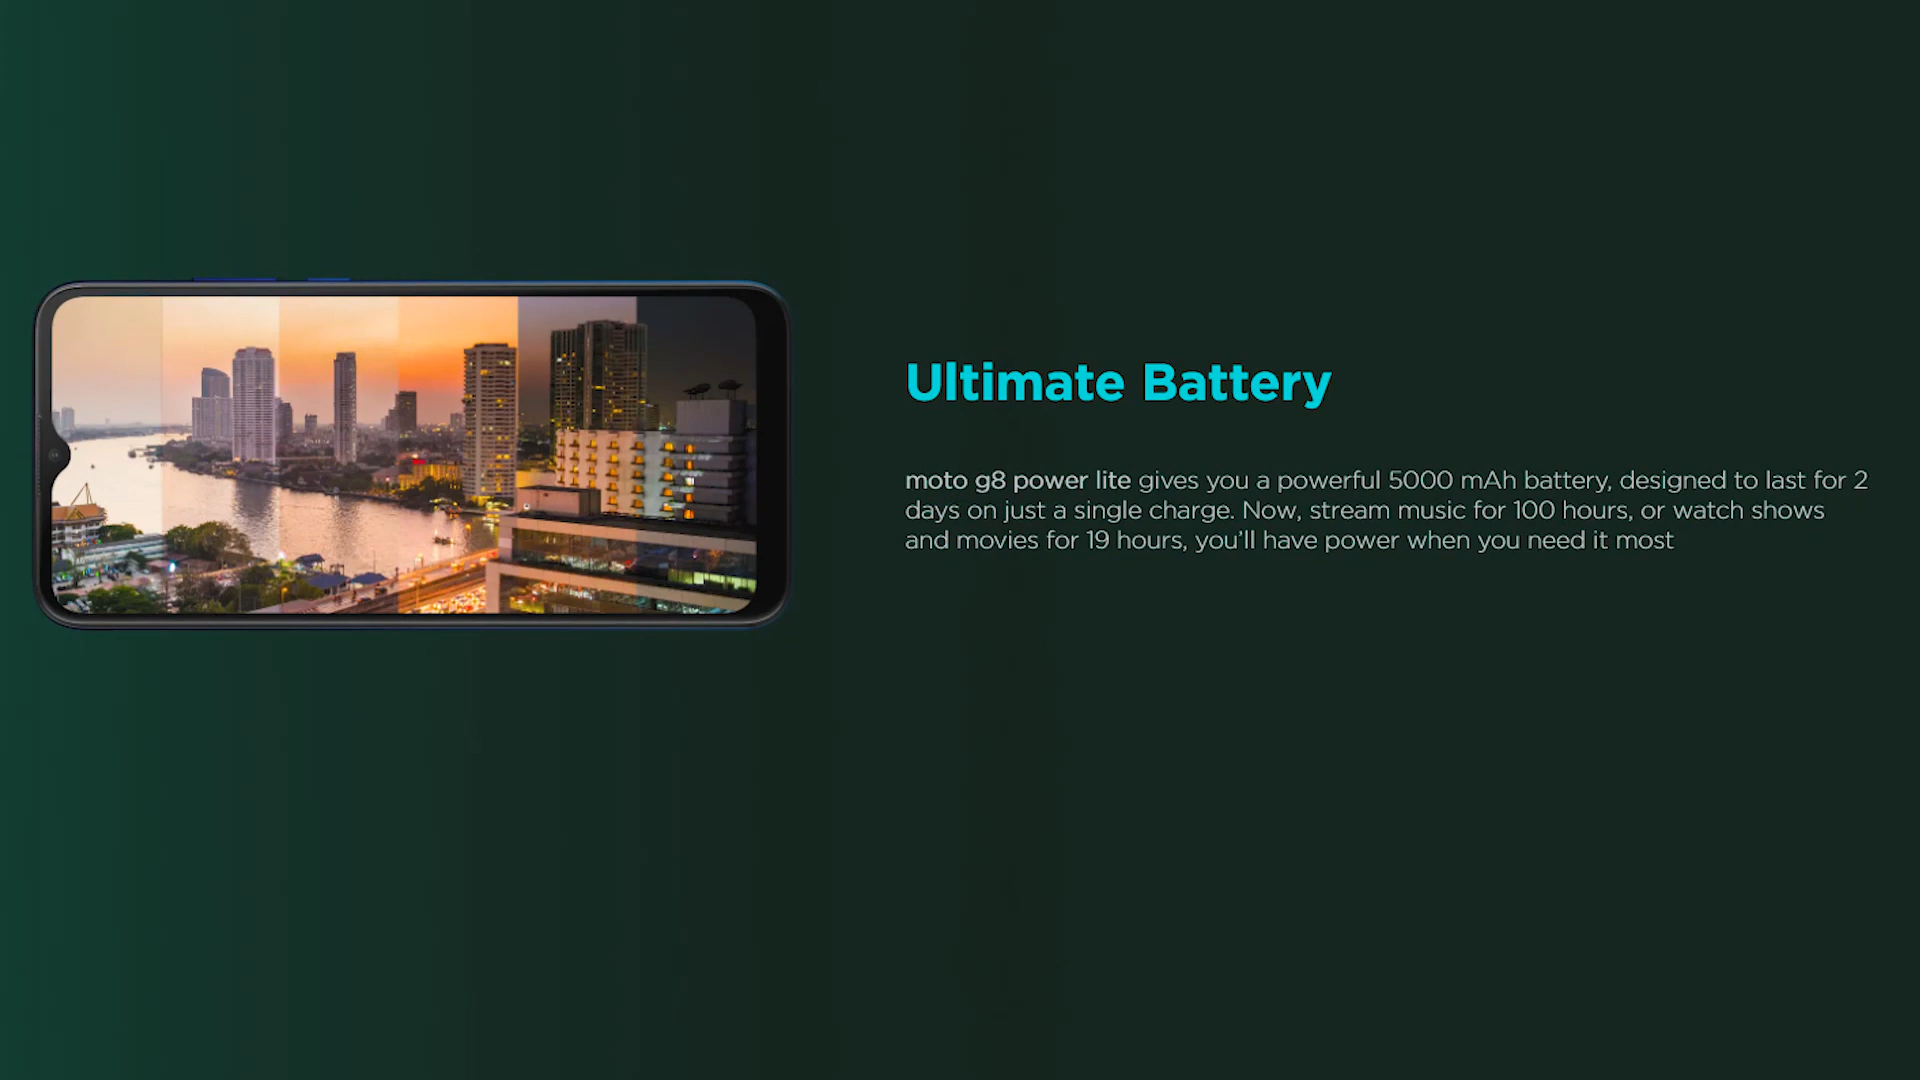 Ultimate Battery
moto g8 power lite gives you a powerful 5000 mAh battery, designed to last for 2
days on just a single charge. Now, stream music for 100 hours, or watch shows
and movies for 19 hours, you’ll have power when you need it most